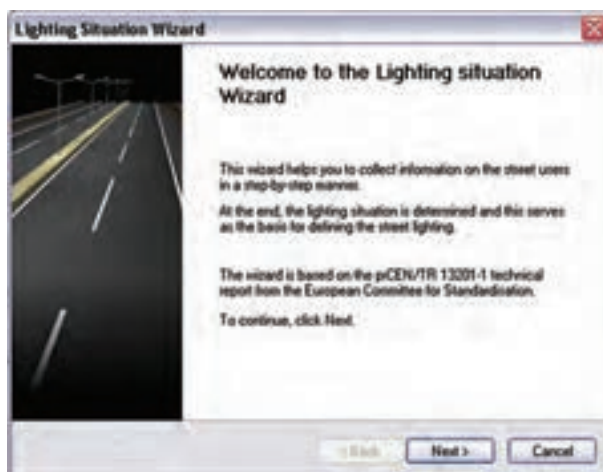 Lighting Situation Wizard
Welcome to the Lighting situation
Wizard
This wizard helps you to collect information on the street users
in a step-by-step manner.
At the end, the lighting situation is determined and this serves
as the basis for defining the street lighting.
The wizard is based on the prCEN/TR 13201-1 technical
report from the European Committee for Standardisation.
To continue, click Next.
< Back
Next >
Cancel